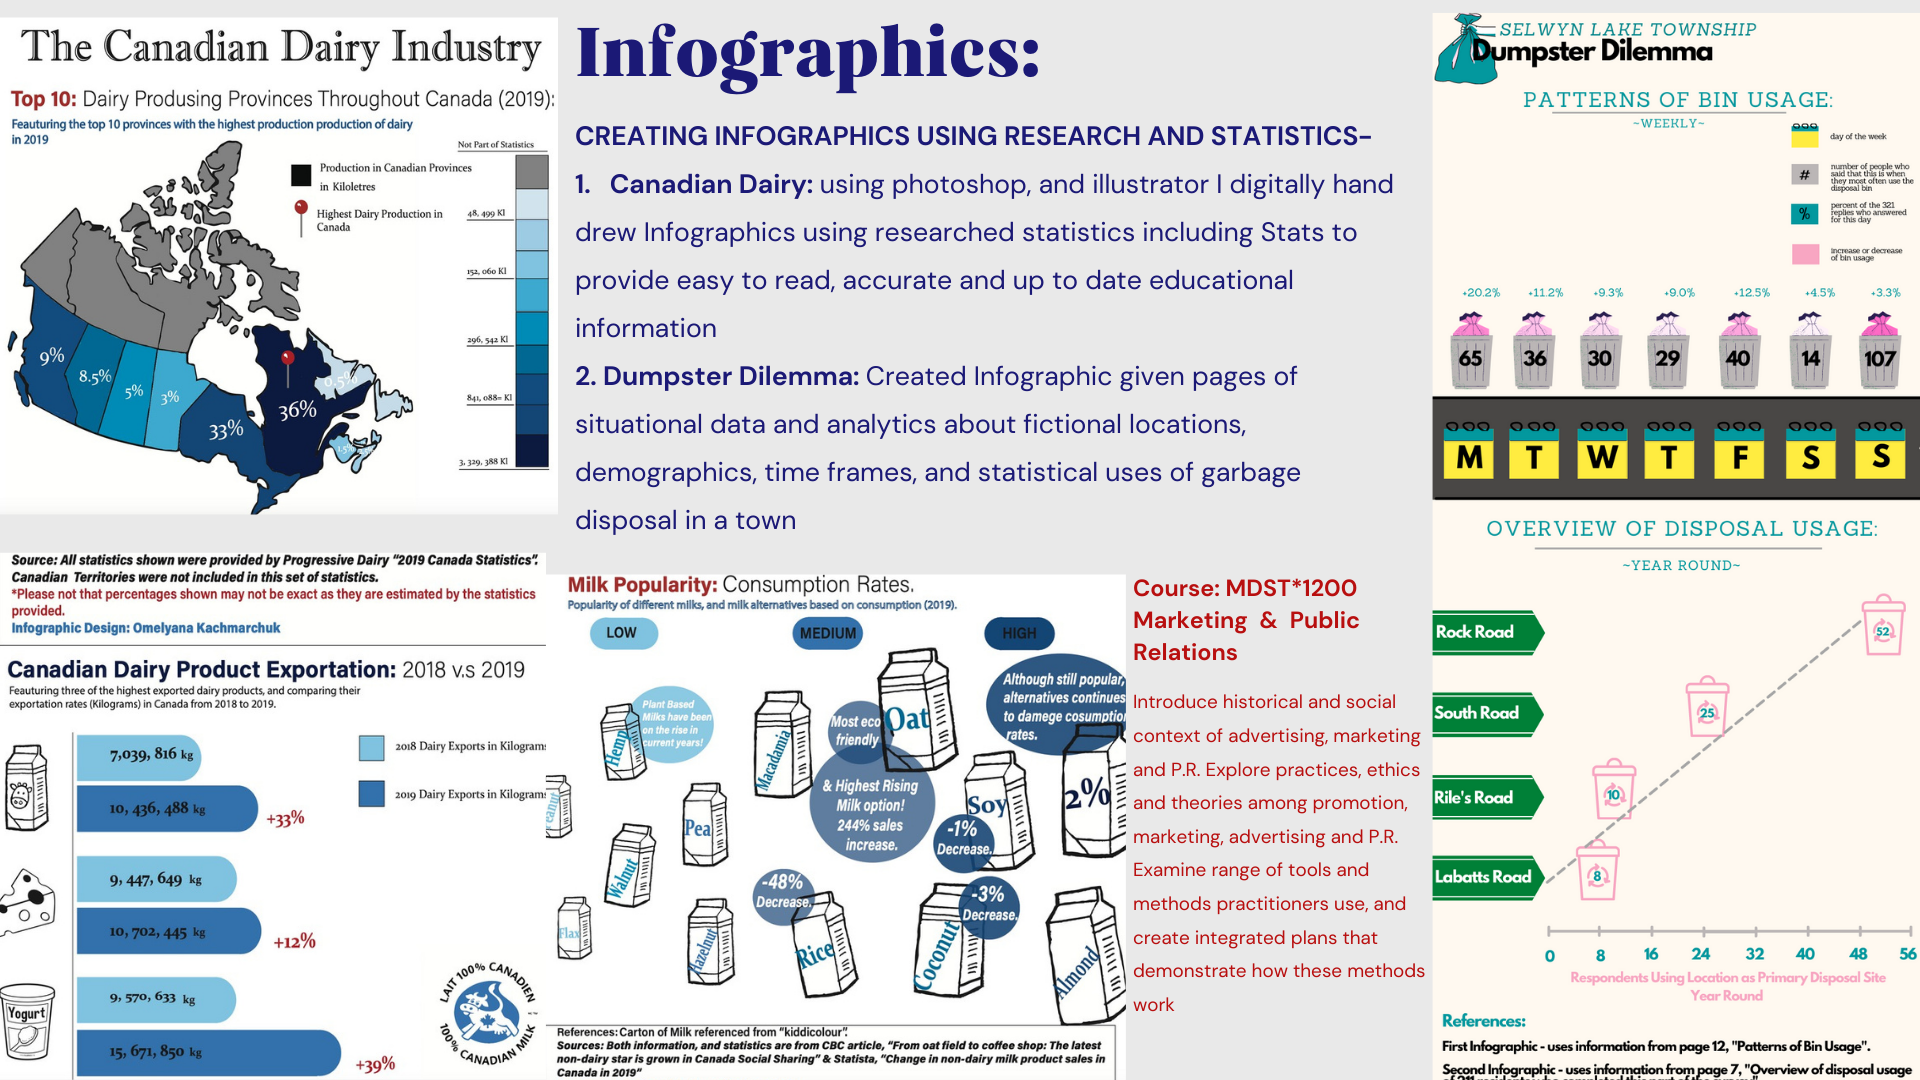 The Canadian Dairy Industry
Top 10: Dairy Produsing Provinces Throughout Canada (2019):
Feauturing the top 10 provinces with the highest production production of dairy
in 2019
Not Part of Statistics
Production in Canadian Provinces
in Kiloletres
Highest Dairy Production in
Canada
48, 499 Kl
152, 060 Kl
296, 542 Kl
841, 088= Kl
3, 329, 388 Kl
9%
8.5%
5%
3%
33%
36%
0.5%
1.5%
Source: All statistics shown were provided by Progressive Dairy "2019 Canada Statistics".
Canadian Territories were not included in this set of statistics.
*Please not that percentages shown may not be exact as they are estimated by the statistics
provided.
Infographic Design: Omelyana Kachmarchuk
Canadian Dairy Product Exportation: 2018 v.s 2019
Feauturing three of the highest exported dairy products, and comparing their
exportation rates (Kilograms) in Canada from 2018 to 2019.
7,039, 816 kg
10, 436, 488 kg
+33%
9, 447, 649 kg
10, 702, 445 kg
+12%
9, 570, 633 kg
15, 671, 850 kg
+39%
2018 Dairy Exports in Kilograms
2019 Dairy Exports in Kilograms
Yogurt
LAIT 100% CANADIEN
100% CANADIAN MILK
Infographics:
CREATING INFOGRAPHICS USING RESEARCH AND STATISTICS-
1. Canadian Dairy: using photoshop, and illustrator I digitally hand
drew Infographics using researched statistics including Stats to
provide easy to read, accurate and up to date educational
information
2. Dumpster Dilemma: Created Infographic given pages of
situational data and analytics about fictional locations,
demographics, time frames, and statistical uses of garbage
disposal in a town
Milk Popularity: Consumption Rates.
Popularity of different milks, and milk alternatives based on consumption (2019).
LOW
MEDIUM
HIGH
Plant Based
Milks have been
on the rise in
current years!
Hemp
Macadamia
Most eco
friendly
Oat
Although still popular,
alternatives continues
to damege cosumptio
rates.
& Highest Rising
Milk option!
244% sales
increase.
Soy
-1%
Decrease.
2%
eanut
Pea
Walnut
Flax
Hazelnut
-48%
Decrease.
Rice
-3%
Decrease.
Coconut
Almond
References: Carton of Milk referenced from "kiddicolour".
Sources: Both information, and statistics are from CBC article, "From oat field to coffee shop: The latest
non-dairy star is grown in Canada Social Sharing" & Statista, "Change in non-dairy milk product sales in
Canada in 2019"
Course: MDST*1200
Marketing & Public
Relations
Introduce historical and social
context of advertising, marketing
and P.R. Explore practices, ethics
and theories among promotion,
marketing, advertising and P.R.
Examine range of tools and
methods practitioners use, and
create integrated plans that
demonstrate how these methods
work
SELWYN LAKE TOWNSHIP
Dumpster Dilemma
PATTERNS OF BIN USAGE:
~WEEKLY~
day of the week
#
number of people who
said that this is when
they most often use the
disposal bin
%
percent of the 321
replies who answered
for this day
increase or decrease
of bin usage
+20.2% +11.2% +9.3% +9.0% +12.5% +4.5% +3.3%
65 36 30 29 40 14 107
M T W T F S S
OVERVIEW OF DISPOSAL USAGE:
~YEAR ROUND~
Rock Road
52
South Road
25
Rile's Road
10
Labatts Road
8
0 8 16 24 32 40 48 56
Respondents Using Location as Primary Disposal Site
Year Round
References:
First Infographic - uses information from page 12, "Patterns of Bin Usage".
Second Infographic - uses information from page 7, "Overview of disposal usage